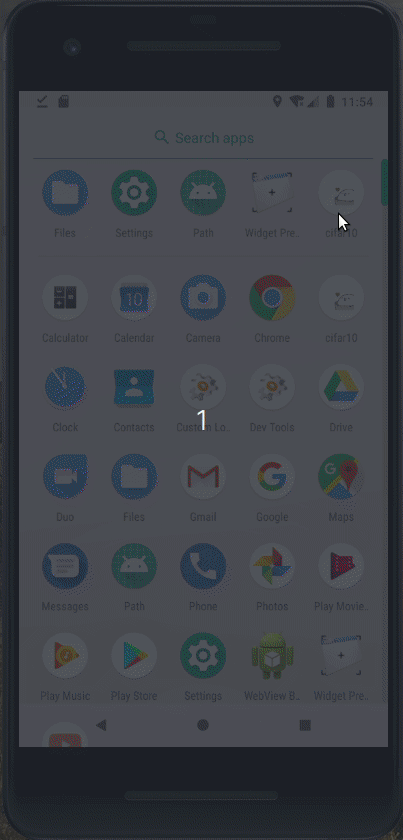 11:54
Search apps
Files Settings Path Widget Pre.. cifar10
10
Calculator Calendar Camera Chrome cifar10
Clock Contacts Custom Lo.. Dev Tools Drive
1
Duo Files Gmail Google Maps
Messages Path Phone Photos Play Movie..
Play Music Play Store Settings WebView B.. Widget Pre..